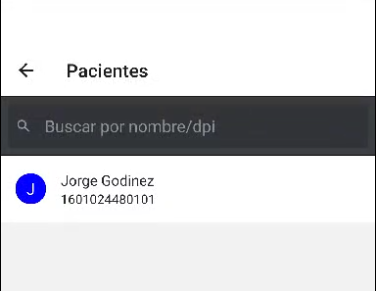 Pacientes
Buscar por nombre/dpi
J
Jorge Godinez
1601024480101